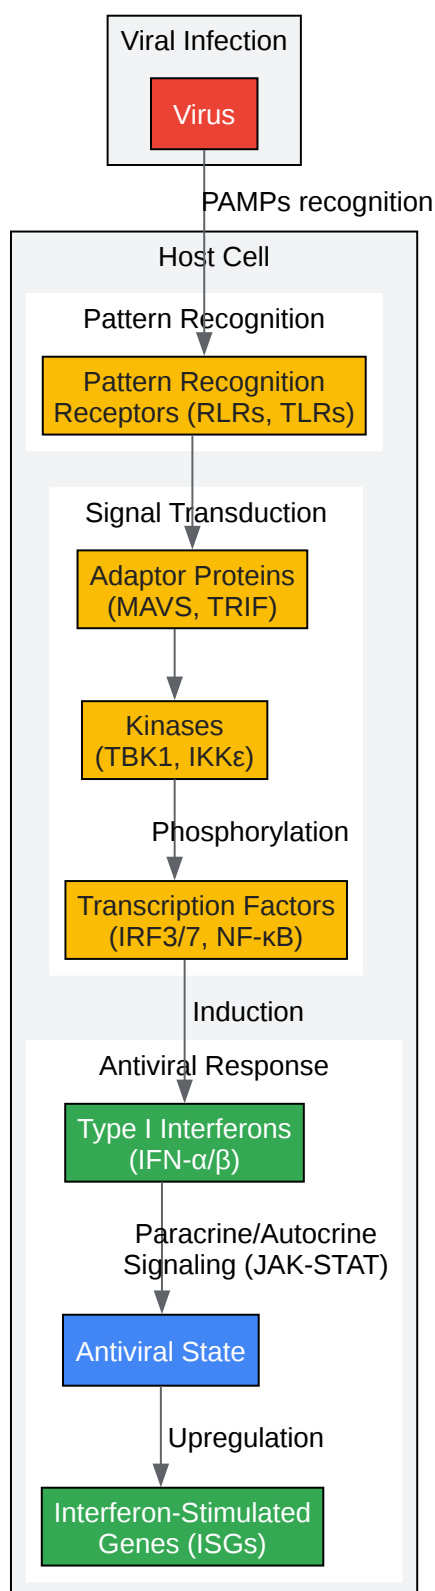 Viral Infection
Virus
PAMPs recognition
Host Cell
Pattern Recognition
Pattern Recognition
Receptors (RLRs, TLRs)
Signal Transduction
Adaptor Proteins
(MAVS, TRIF)
Kinases
(TBK1, IKKε)
Phosphorylation
Transcription Factors
(IRF3/7, NF-κB)
Induction
Antiviral Response
Type I Interferons
(IFN-α/β)
Paracrine/Autocrine
Signaling (JAK-STAT)
Antiviral State
Upregulation
Interferon-Stimulated
Genes (ISGs)